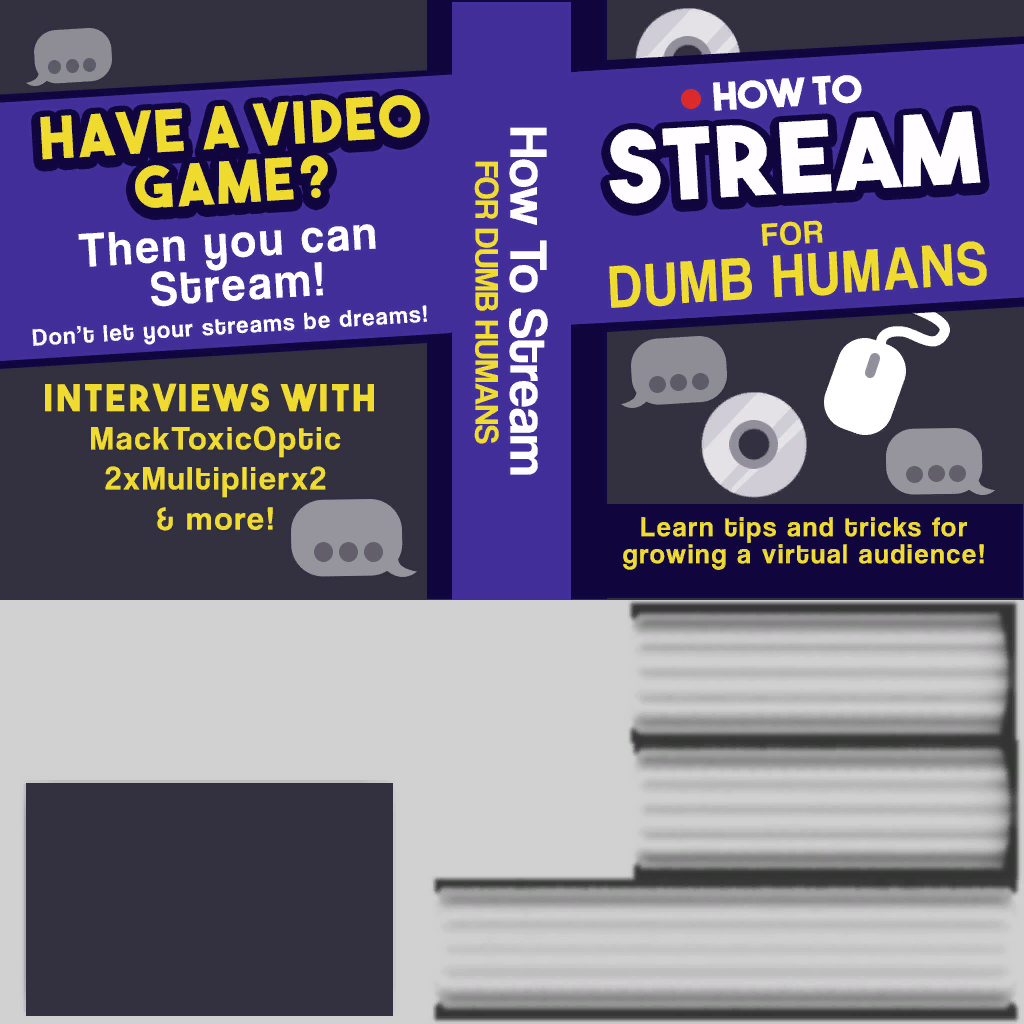 HAVE A VIDEO
GAME?
Then you can
Stream!
Don't let your streams be dreams!
INTERVIEWS WITH
MackToxicOptic
2xMultiplierx2
& more!
How To Stream
FOR DUMB HUMANS
HOW TO
STREAM
FOR
DUMB HUMANS
Learn tips and tricks for
growing a virtual audience!